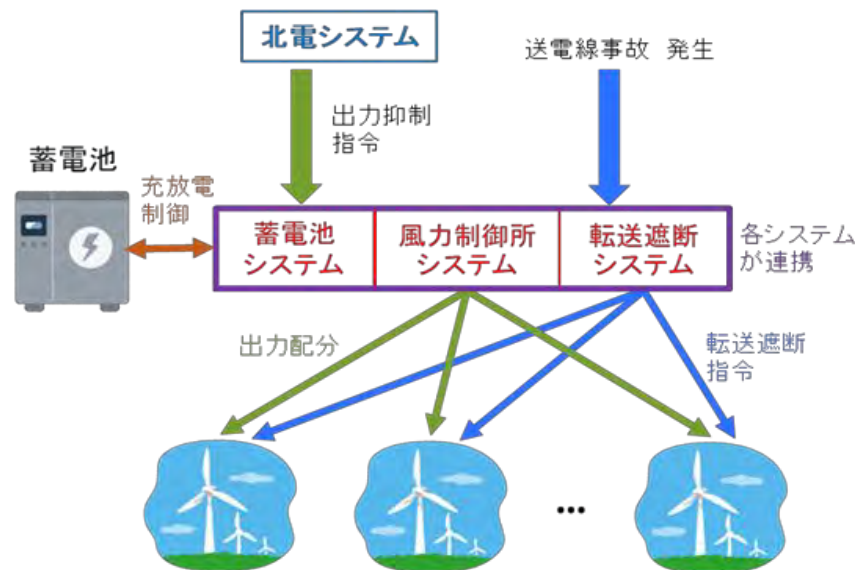 北電システム
送電線事故 発生
出力抑制
指令
蓄電池
充放電
制御
蓄電池
システム
風力制御所
システム
転送遮断
システム
各システム
が連携
出力配分
転送遮断
指令
…